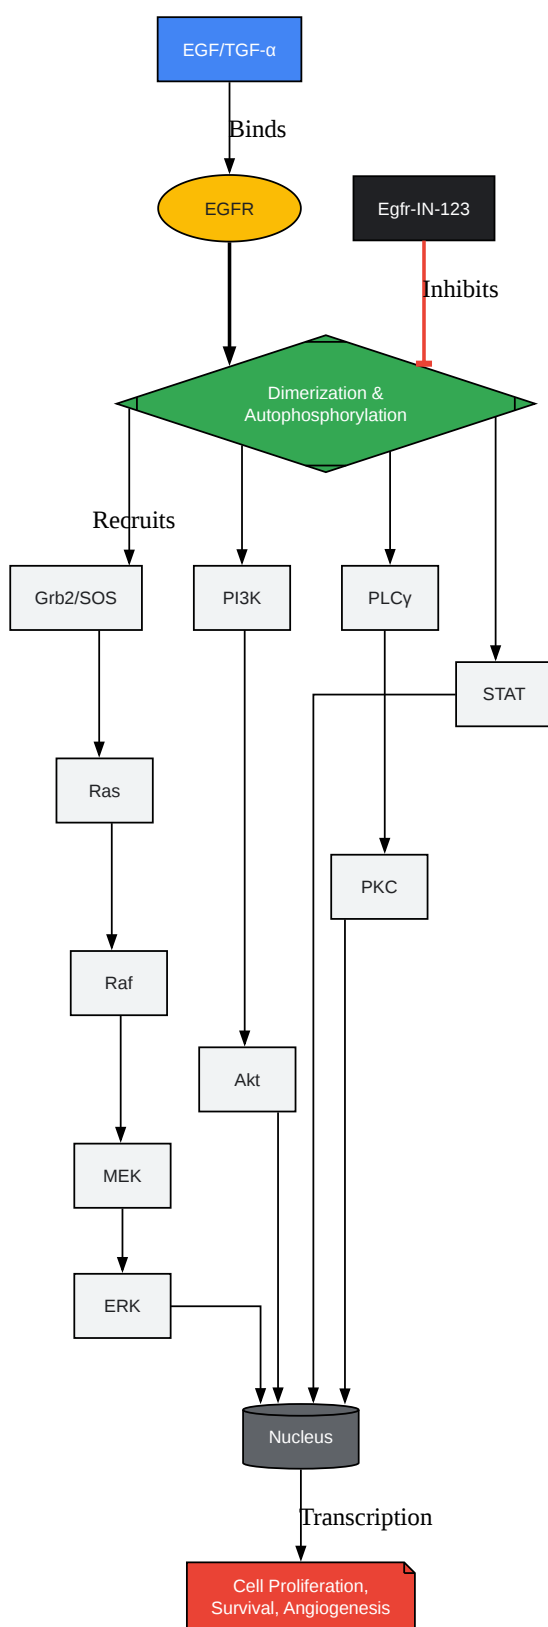 EGF/TGF-α
Binds
EGFR
Egfr-IN-123
Inhibits
Dimerization &
Autophosphorylation
Recruits
Grb2/SOS
PI3K
PLCγ
STAT
Ras
PKC
Raf
Akt
MEK
ERK
Nucleus
Transcription
Cell Proliferation,
Survival, Angiogenesis